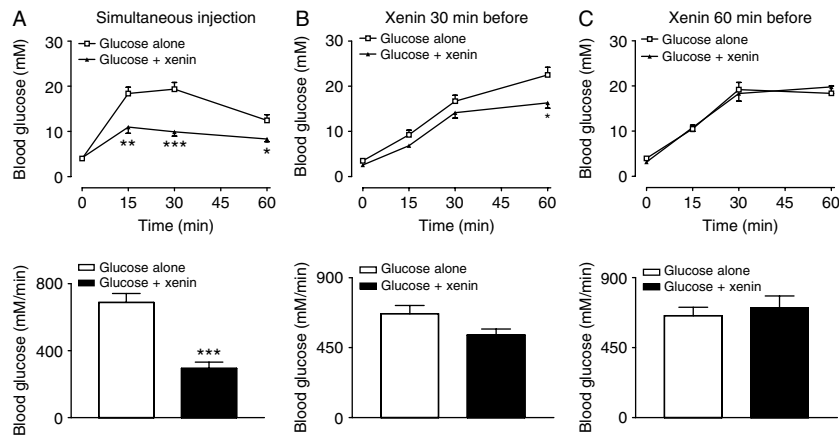 A Simultaneous injection
Blood glucose (mM)
30
20
10
0
Glucose alone
Glucose + xenin
**
***
*
0 15 30 45 60
Time (min)
B Xenin 30 min before
Blood glucose (mM)
30
20
10
0
Glucose alone
Glucose + xenin
*
0 15 30 45 60
Time (min)
C Xenin 60 min before
Blood glucose (mM)
30
20
10
0
Glucose alone
Glucose + xenin
0 15 30 45 60
Time (min)
Blood glucose (mM/min)
800
400
0
Glucose alone
Glucose + xenin
***
Blood glucose (mM/min)
900
450
0
Glucose alone
Glucose + xenin
Blood glucose (mM/min)
900
450
0
Glucose alone
Glucose + xenin